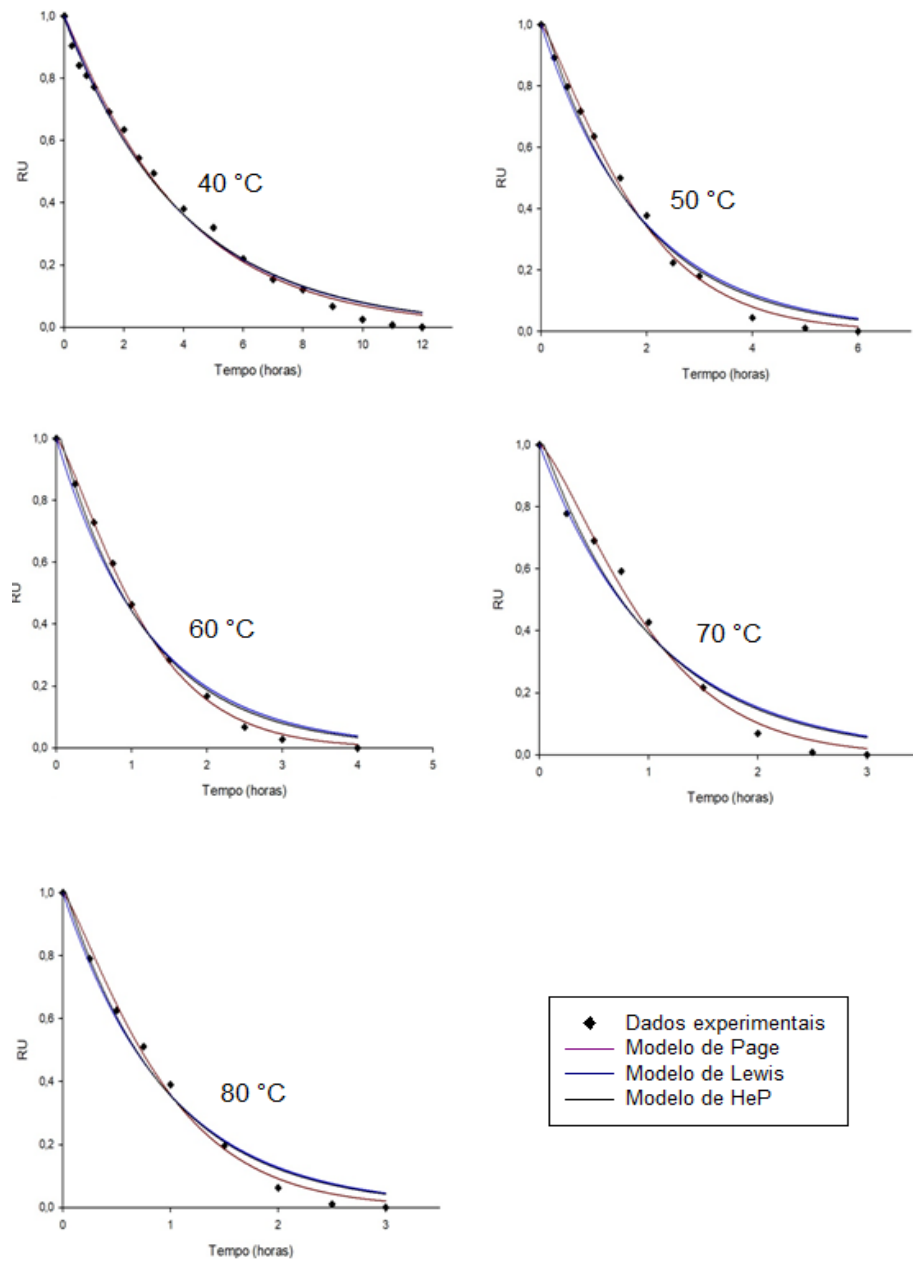 1,0
0,8
0,6
0,4
0,2
0,0
RU
40 °C
0 2 4 6 8 10 12
Tempo (horas)
1,0
0,8
0,6
0,4
0,2
0,0
RU
50 °C
0 2 4 6
Termpo (horas)
1,0
0,8
0,6
0,4
0,2
0,0
RU
60 °C
0 1 2 3 4 5
Tempo (horas)
1,0
0,8
0,6
0,4
0,2
0,0
RU
70 °C
0 1 2 3
Tempo (horas)
1,0
0,8
0,6
0,4
0,2
0,0
RU
80 °C
0 1 2 3
Tempo (horas)
Dados experimentais
Modelo de Page
Modelo de Lewis
Modelo de HeP